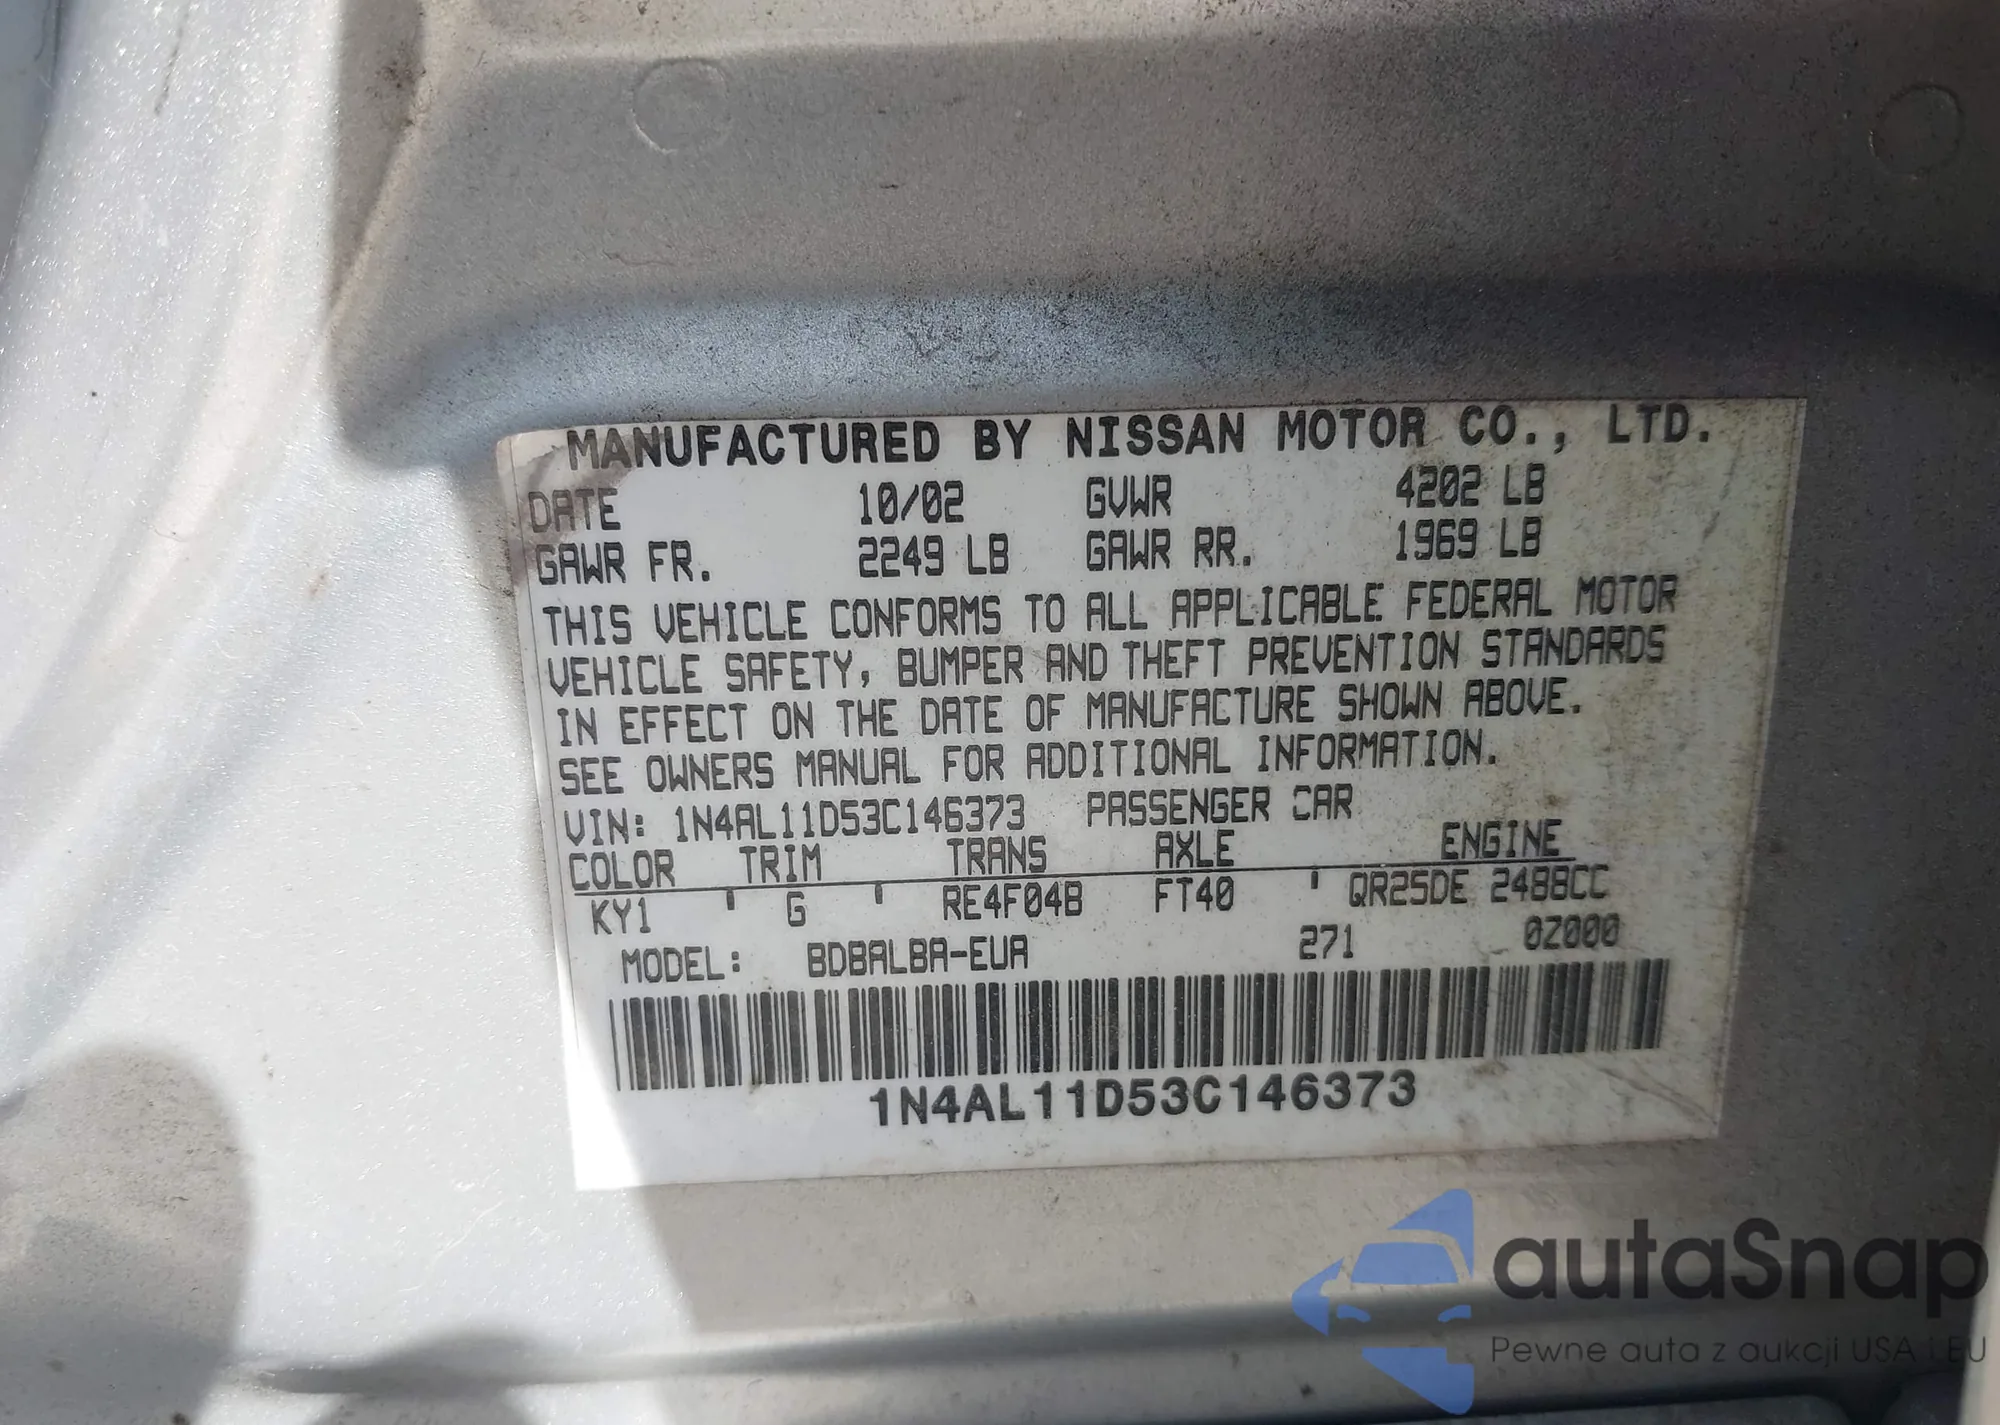 MANUFACTURED BY NISSAN MOTOR CO., LTD.
DATE 10/02 GVWR 4202 LB
GAWR FR. 2249 LB GAWR RR. 1969 LB
THIS VEHICLE CONFORMS TO ALL APPLICABLE FEDERAL MOTOR
VEHICLE SAFETY, BUMPER AND THEFT PREVENTION STANDARDS
IN EFFECT ON THE DATE OF MANUFACTURE SHOWN ABOVE.
SEE OWNERS MANUAL FOR ADDITIONAL INFORMATION.
VIN: 1N4AL11D53C146373 PASSENGER CAR
COLOR TRIM TRANS AXLE ENGINE
KY1 ' G ' RE4F04B FT40 ' QR25DE 2488CC
MODEL: BDBALBA-EUA 271 0Z000
1N4AL11D53C146373
autaSnap
Pewne auta z aukcji USA i EU